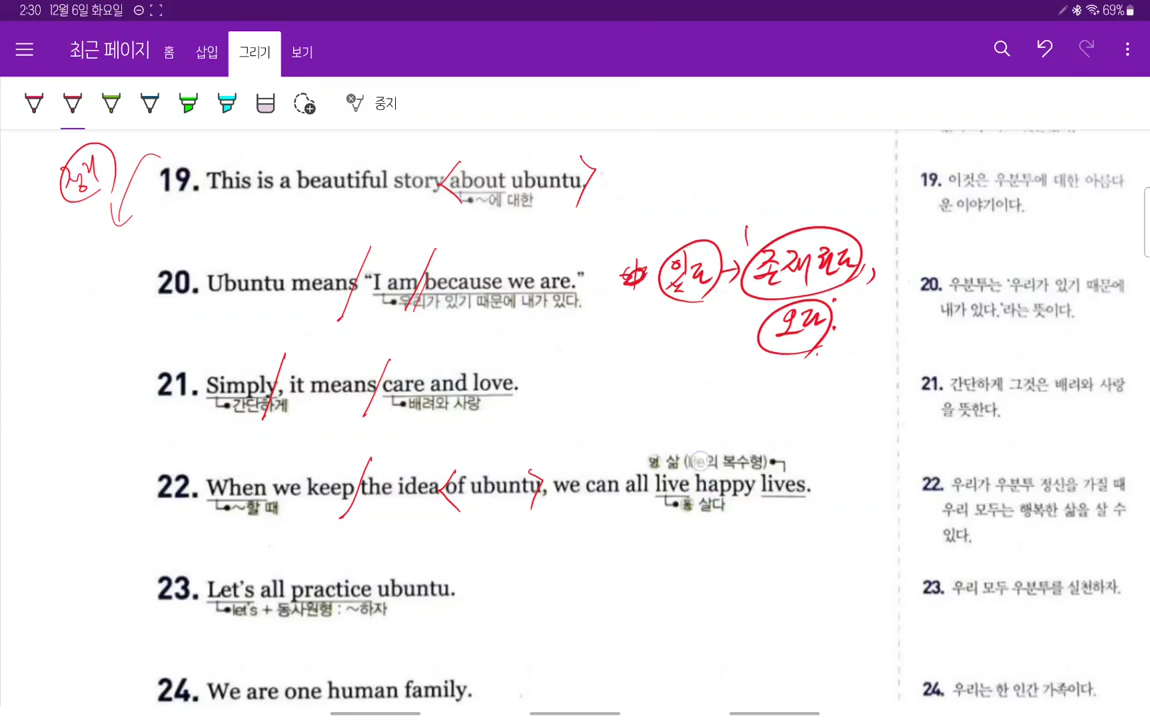 2:30 12월 6일 화요일 69%
최근 페이지 홈 삽입 그리기 보기
중지
정리
19. This is a beautiful story about ubuntu.
~에 대한
19. 이것은 우분투에 대한 아름다
운 이야기이다.
20. Ubuntu means “I am because we are.”
우리가 있기 때문에 내가 있다.
존재한다,
오다.
20. 우분투는 '우리가 있기 때문에
내가 있다.'라는 뜻이다.
21. Simply, it means care and love.
간단하게 배려와 사랑
21. 간단하게 그것은 배려와 사랑
을 뜻한다.
명 삶 (life의 복수형)
22. When we keep the idea of ubuntu, we can all live happy lives.
~할 때 동 살다
22. 우리가 우분투 정신을 가질 때
우리 모두는 행복한 삶을 살 수
있다.
23. Let's all practice ubuntu.
let's + 동사원형 : ~하자
23. 우리 모두 우분투를 실천하자.
24. We are one human family.
24. 우리는 한 인간 가족이다.